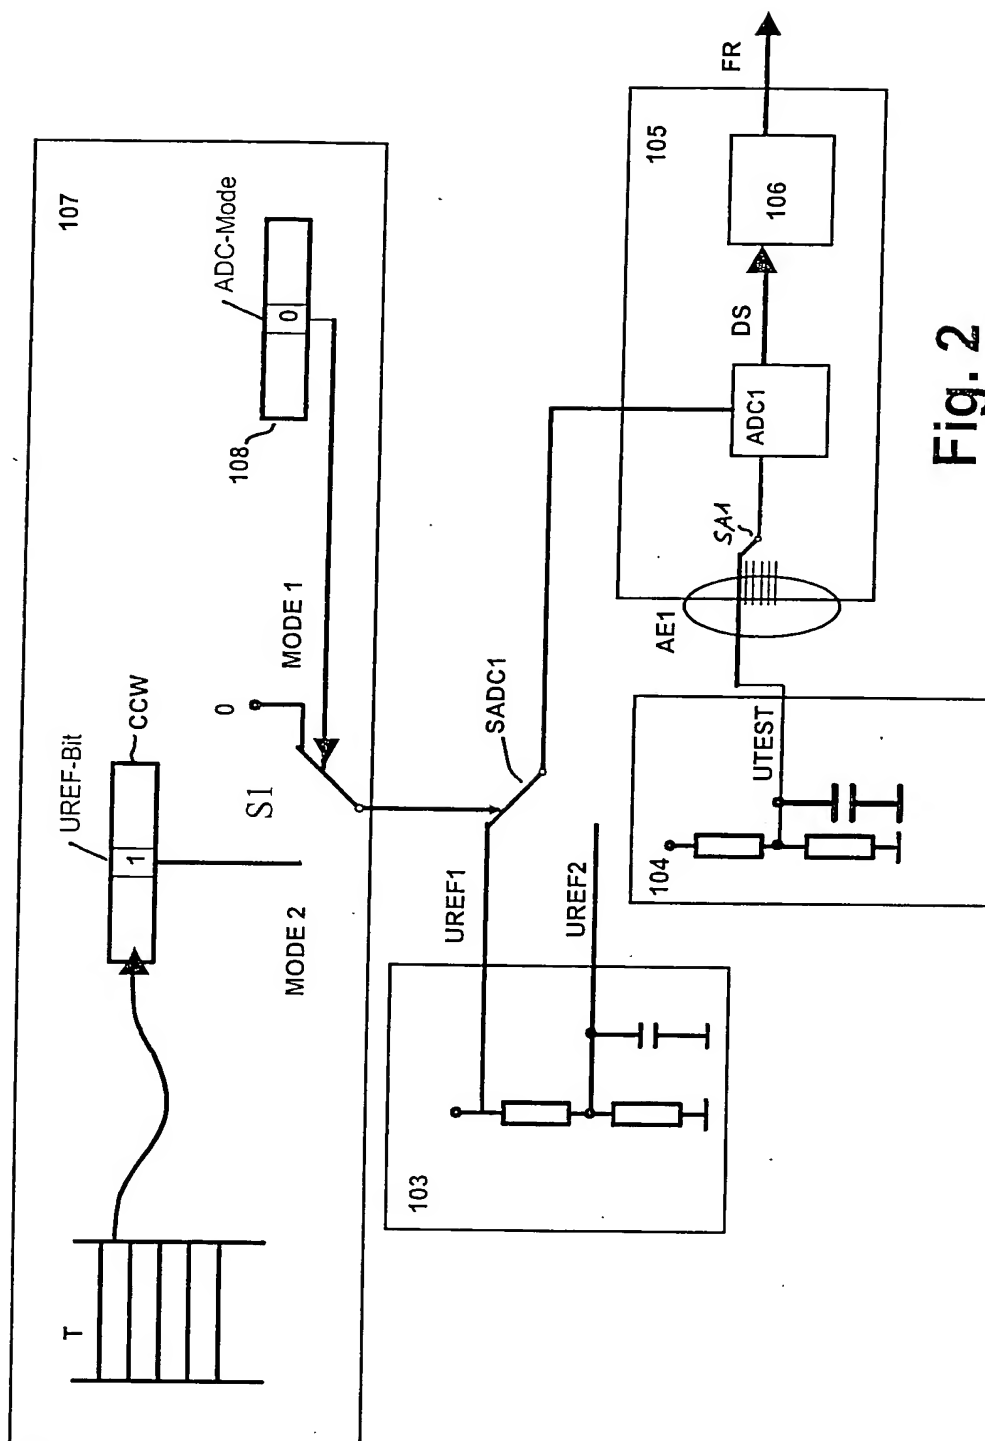 107
T
UREF-Bit
1
CCW
MODE 2
S1
0
MODE 1
108
ADC-Mode
0
103
UREF1
UREF2
SADC1
104
UTEST
AE1
SA1
ADC1
DS
105
106
FR
Fig. 2